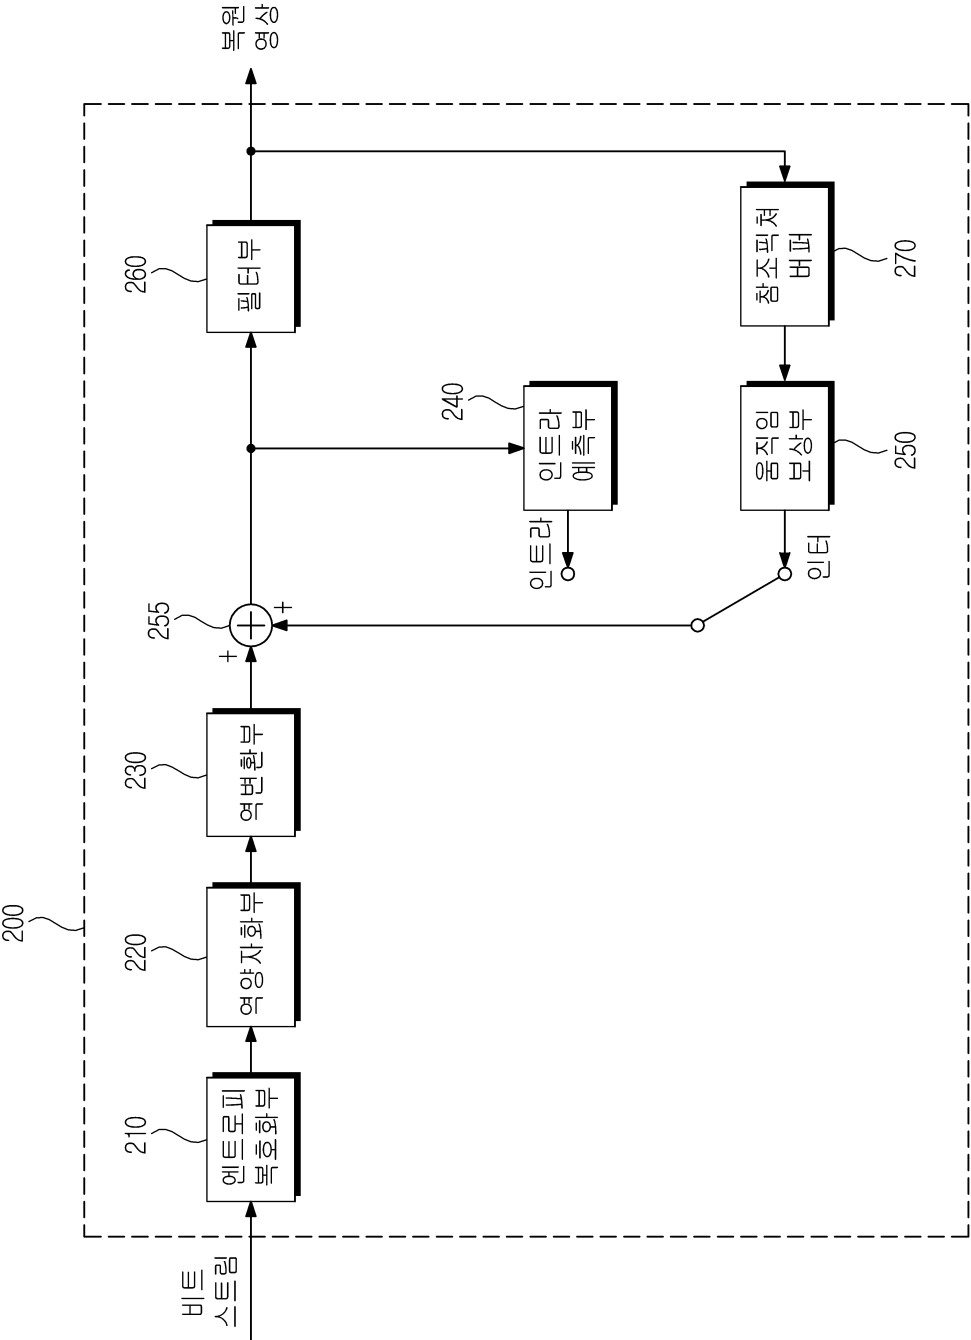 200
비트
스트림
210
엔트로피
복호화부
220
역양자화부
230
역변환부
255
+
+
260
필터부
복원
영상
240
인트라
예측부
인트라
270
참조픽쳐
버퍼
250
움직임
보상부
인터